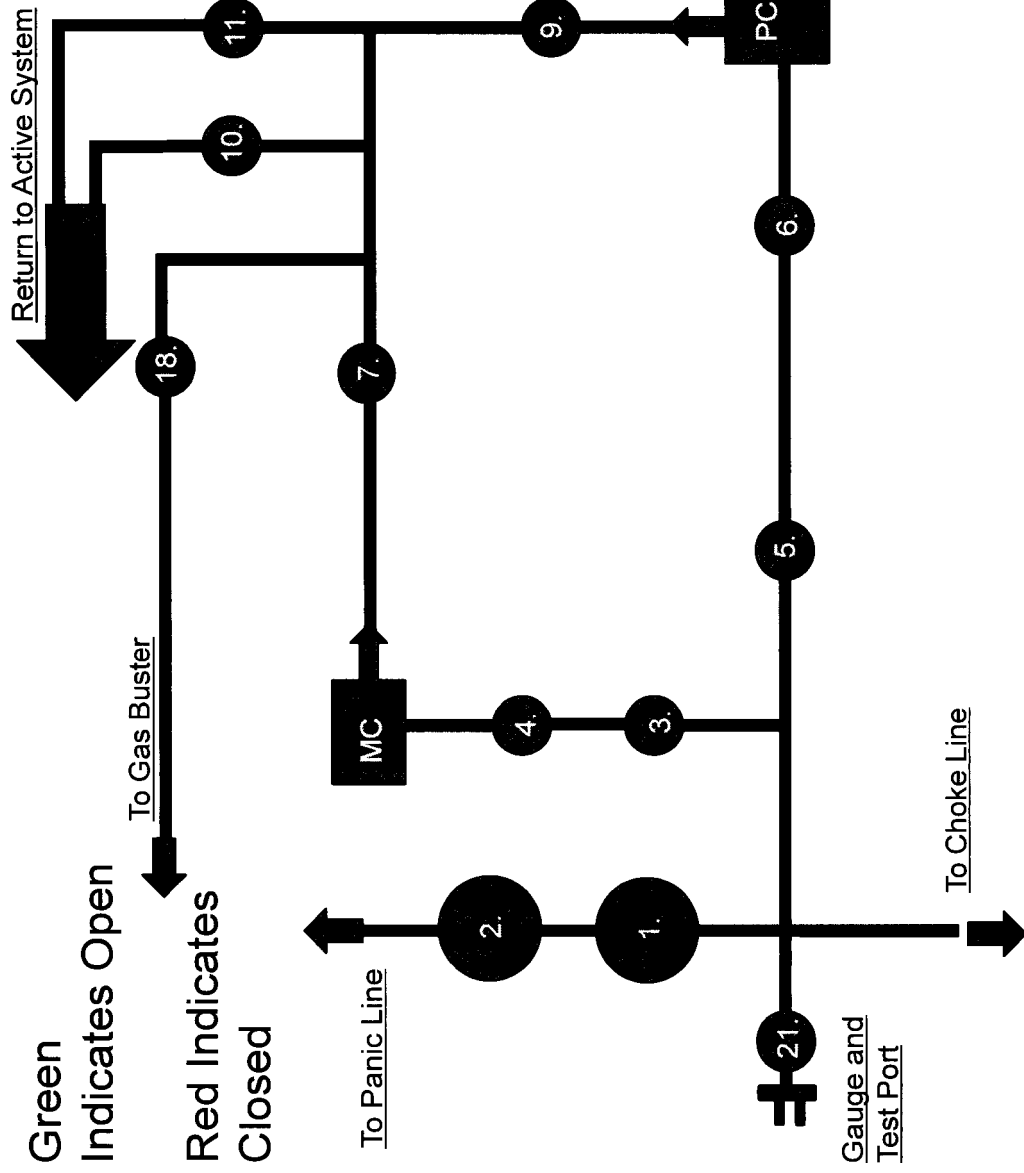 Green
Indicates Open
Red Indicates
Closed
To Gas Buster
Return to Active System
To Panic Line
Gauge and
Test Port
To Choke Line
MC
PC
21.
1.
2.
3.
4.
5.
6.
7.
9.
10.
11.
18.